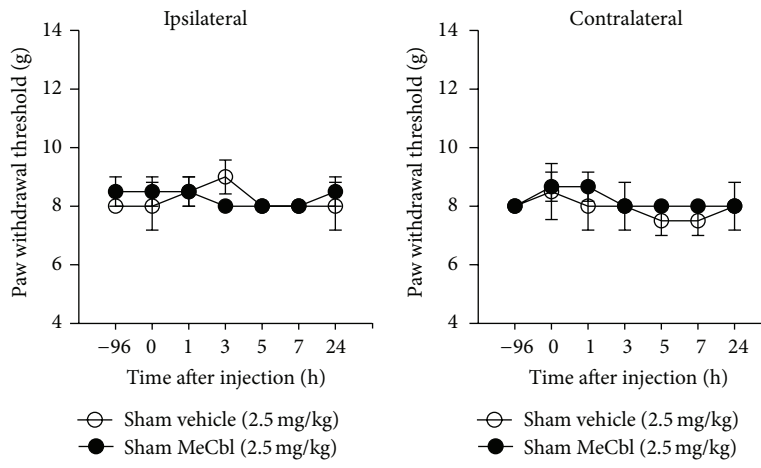 Ipsilateral
14
12
10
8
6
4
Paw withdrawal threshold (g)
−96 0 1 3 5 7 24
Time after injection (h)
Sham vehicle (2.5 mg/kg)
Sham MeCbl (2.5 mg/kg)
Contralateral
14
12
10
8
6
4
Paw withdrawal threshold (g)
−96 0 1 3 5 7 24
Time after injection (h)
Sham vehicle (2.5 mg/kg)
Sham MeCbl (2.5 mg/kg)